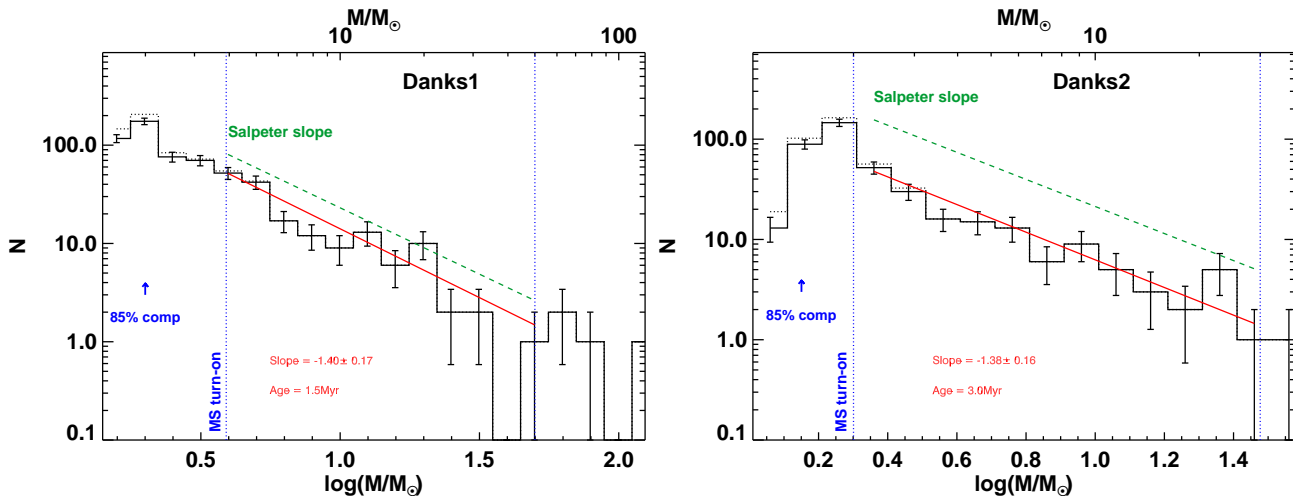 M/M⊙
10 100
Danks1
Salpeter slope
100.0
10.0
1.0
0.1
N
85% comp
MS turn-on
Slope = -1.40± 0.17
Age = 1.5Myr
0.5 1.0 1.5 2.0
log(M/M⊙)
M/M⊙
10
Danks2
Salpeter slope
100.0
10.0
1.0
0.1
N
85% comp
MS turn-on
Slope = -1.38± 0.16
Age = 3.0Myr
0.2 0.4 0.6 0.8 1.0 1.2 1.4
log(M/M⊙)